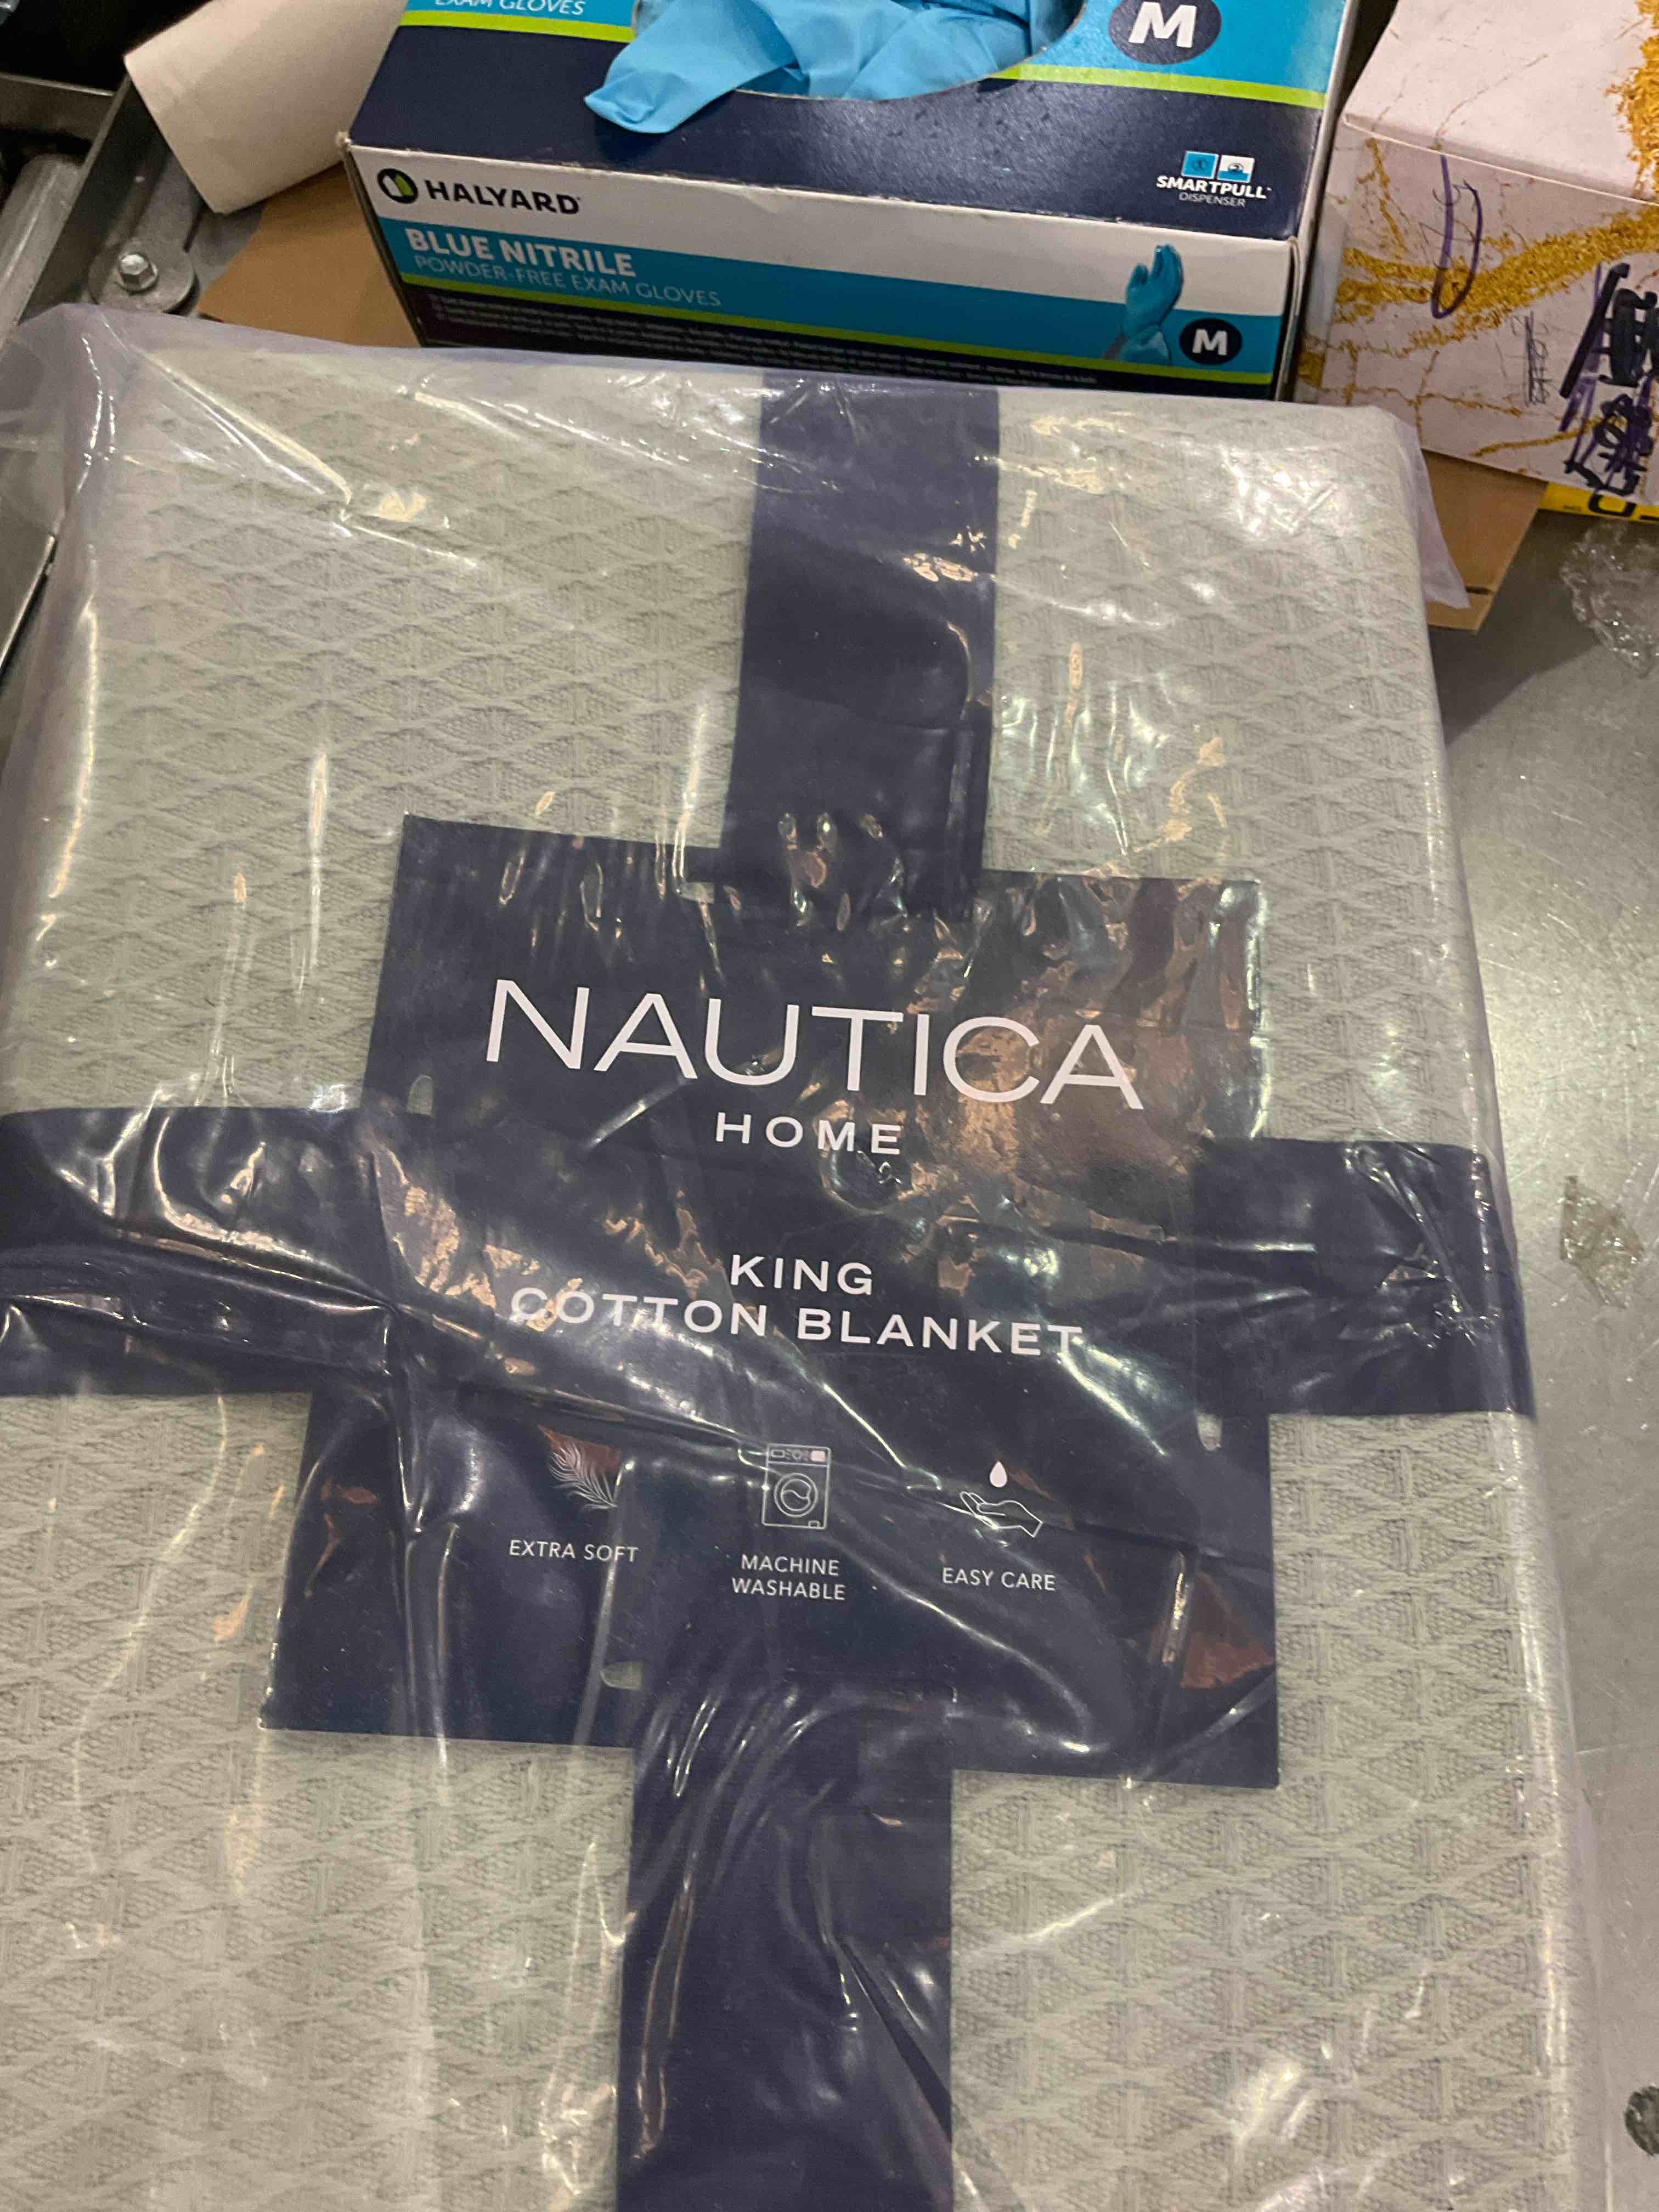 EXAM GLOVES
M
SMARTPULL
DISPENSER
HALYARD
BLUE NITRILE
POWDER-FREE EXAM GLOVES
M
NAUTICA
HOME
KING
COTTON BLANKET
EXTRA SOFT
MACHINE
WASHABLE
EASY CARE